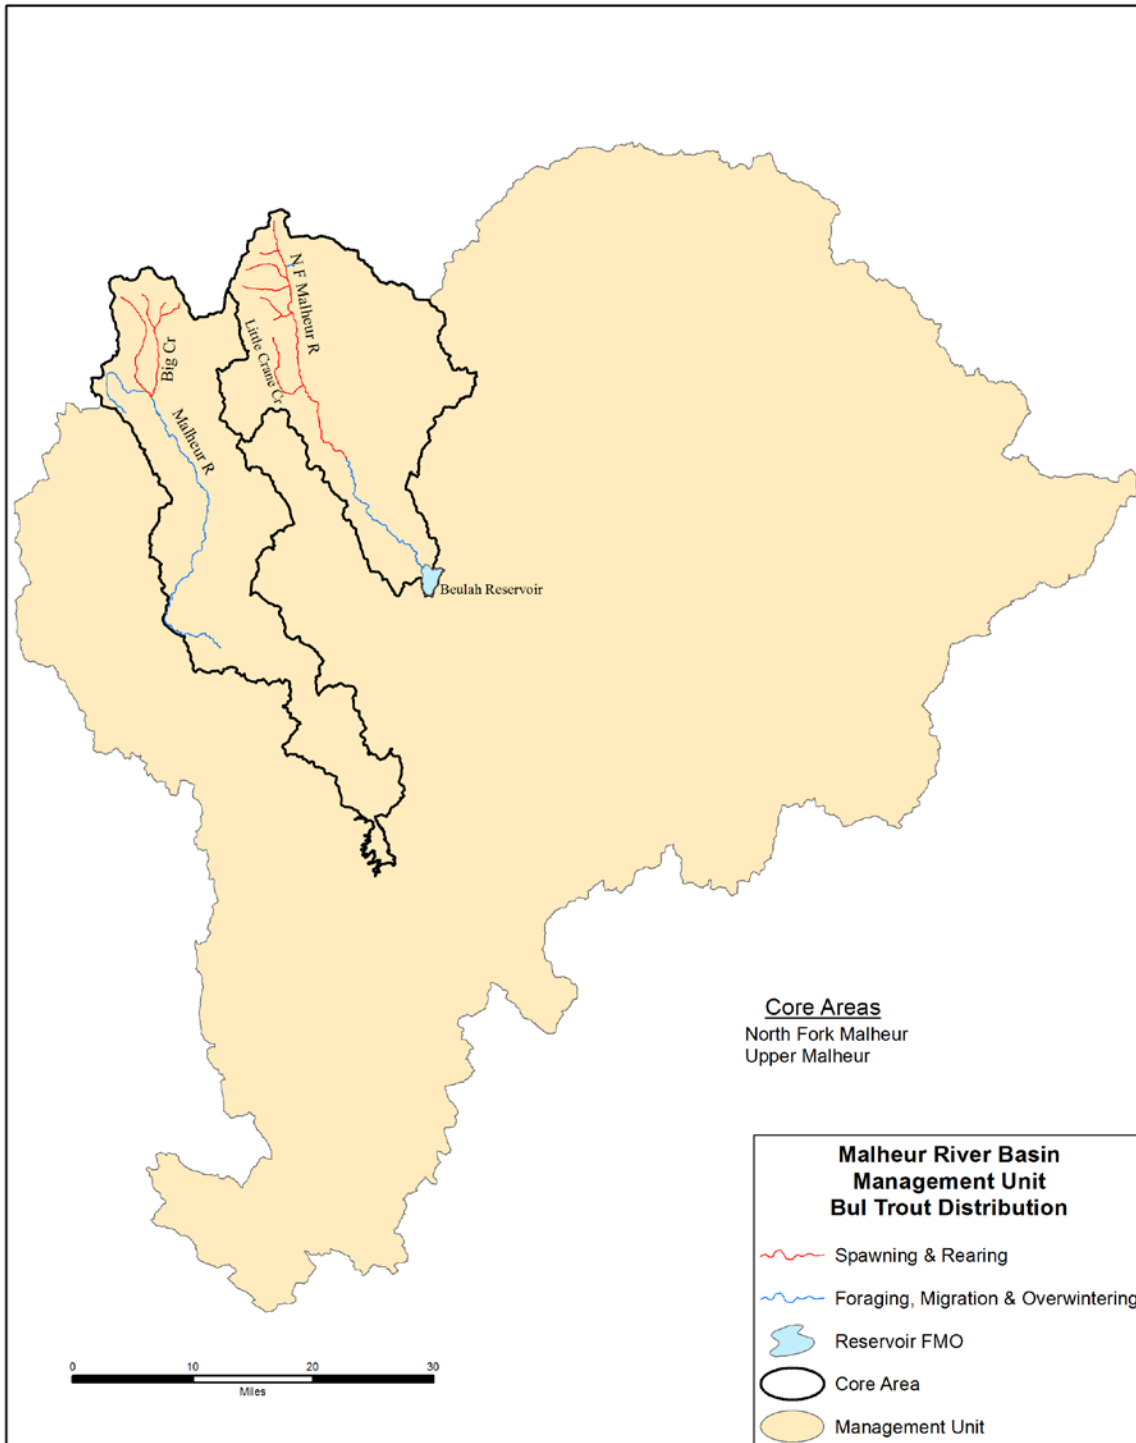 N F Malheur R
Little Crane Cr
Big Cr
Malheur R
Beulah Reservoir
Core Areas
North Fork Malheur
Upper Malheur
Malheur River Basin
Management Unit
Bul Trout Distribution
Spawning & Rearing
Foraging, Migration & Overwintering
Reservoir FMO
Core Area
Management Unit
0 10 20 30
Miles